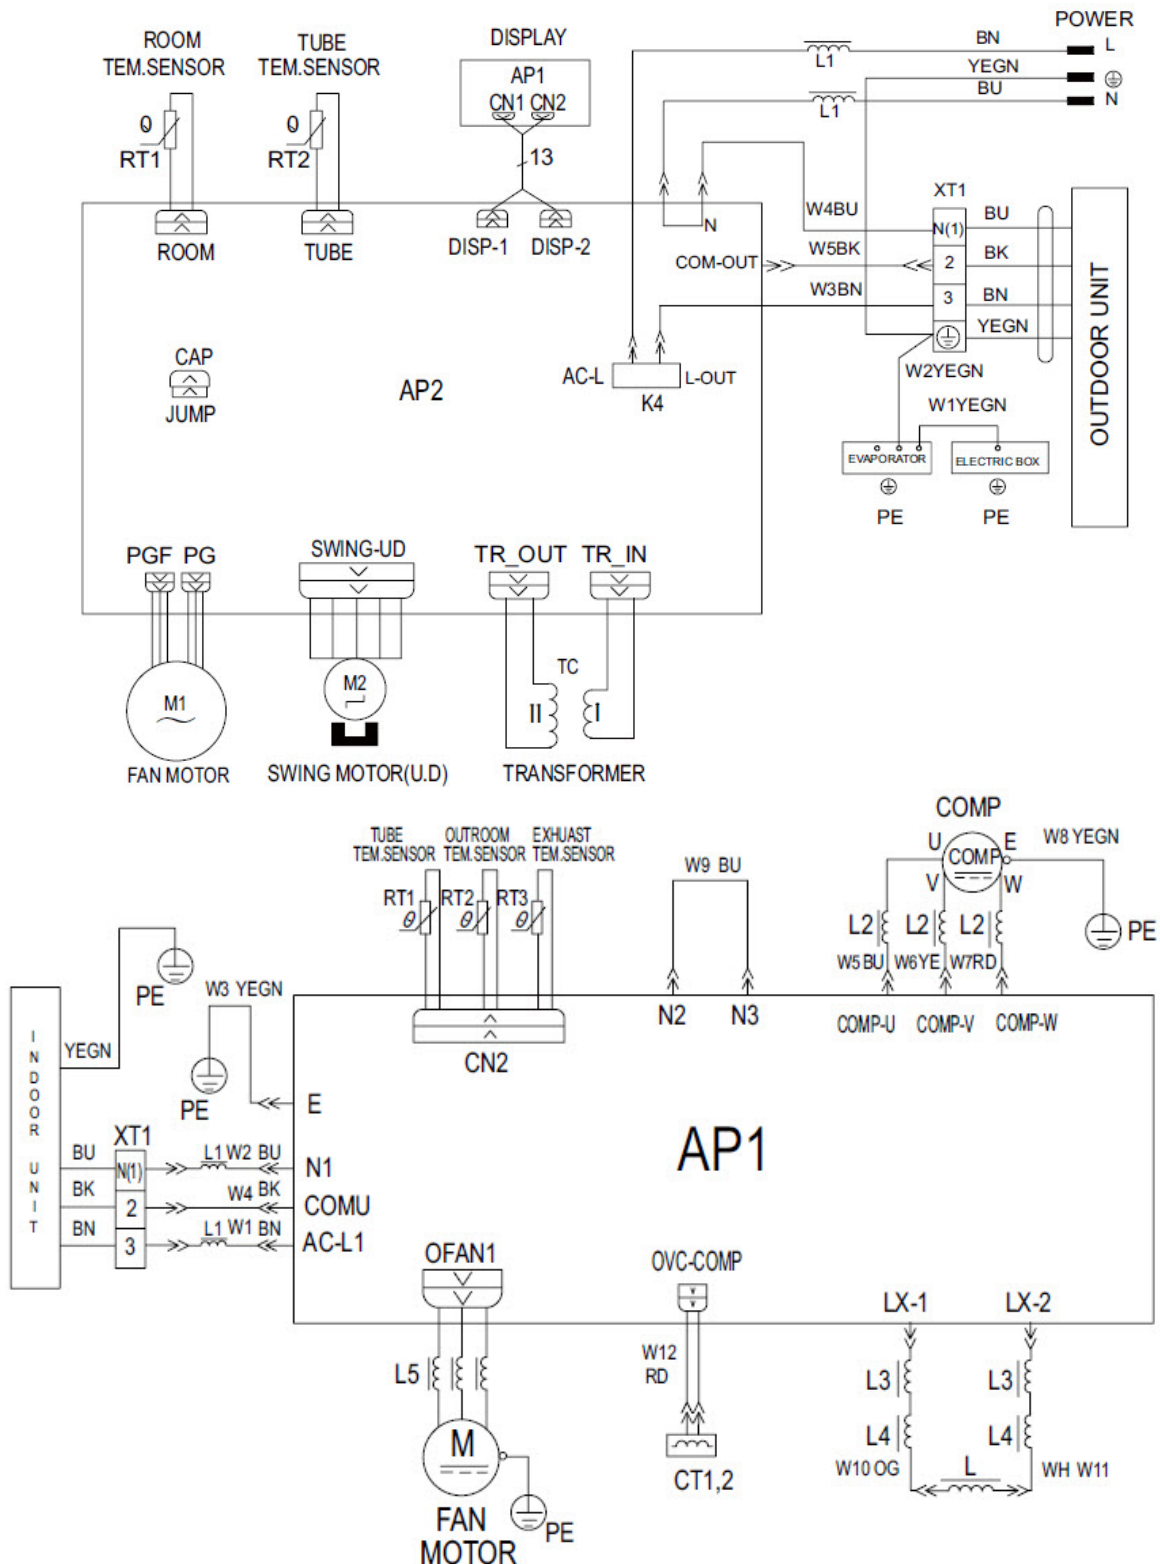 POWER
ROOM
TEM.SENSOR
TUBE
TEM.SENSOR
DISPLAY
AP1
CN1 CN2
L1
BN
L
YEGN
BU
N
L1
θ
RT1
θ
RT2
13
XT1
W4BU
N(1)
BU
ROOM
TUBE
DISP-1
DISP-2
N
COM-OUT
W5BK
2
BK
W3BN
3
BN
YEGN
OUTDOOR UNIT
CAP
JUMP
AP2
AC-L
L-OUT
K4
W2YEGN
W1YEGN
EVAPORATOR
ELECTRIC BOX
PE
PE
PGF PG
SWING-UD
TR_OUT
TR_IN
M1
M2
TC
II
I
FAN MOTOR
SWING MOTOR(U.D)
TRANSFORMER
COMP
TUBE
TEM.SENSOR
OUTROOM
TEM.SENSOR
EXHUAST
TEM.SENSOR
W9 BU
U
COMP
E
V
W
W8 YEGN
PE
RT1
θ
RT2
θ
RT3
θ
L2
L2
L2
W5 BU
W6YE
W7RD
PE
W3 YEGN
N2
N3
COMP-U
COMP-V
COMP-W
CN2
INDOOR UNIT
YEGN
PE
E
XT1
BU
N(1)
L1 W2 BU
N1
BK
2
W4 BK
COMU
BN
3
L1 W1 BN
AC-L1
AP1
OFAN1
OVC-COMP
LX-1
LX-2
L5
W12
RD
L3
L3
L4
L4
M
CT1,2
W10 OG
L
WH W11
PE
FAN
MOTOR